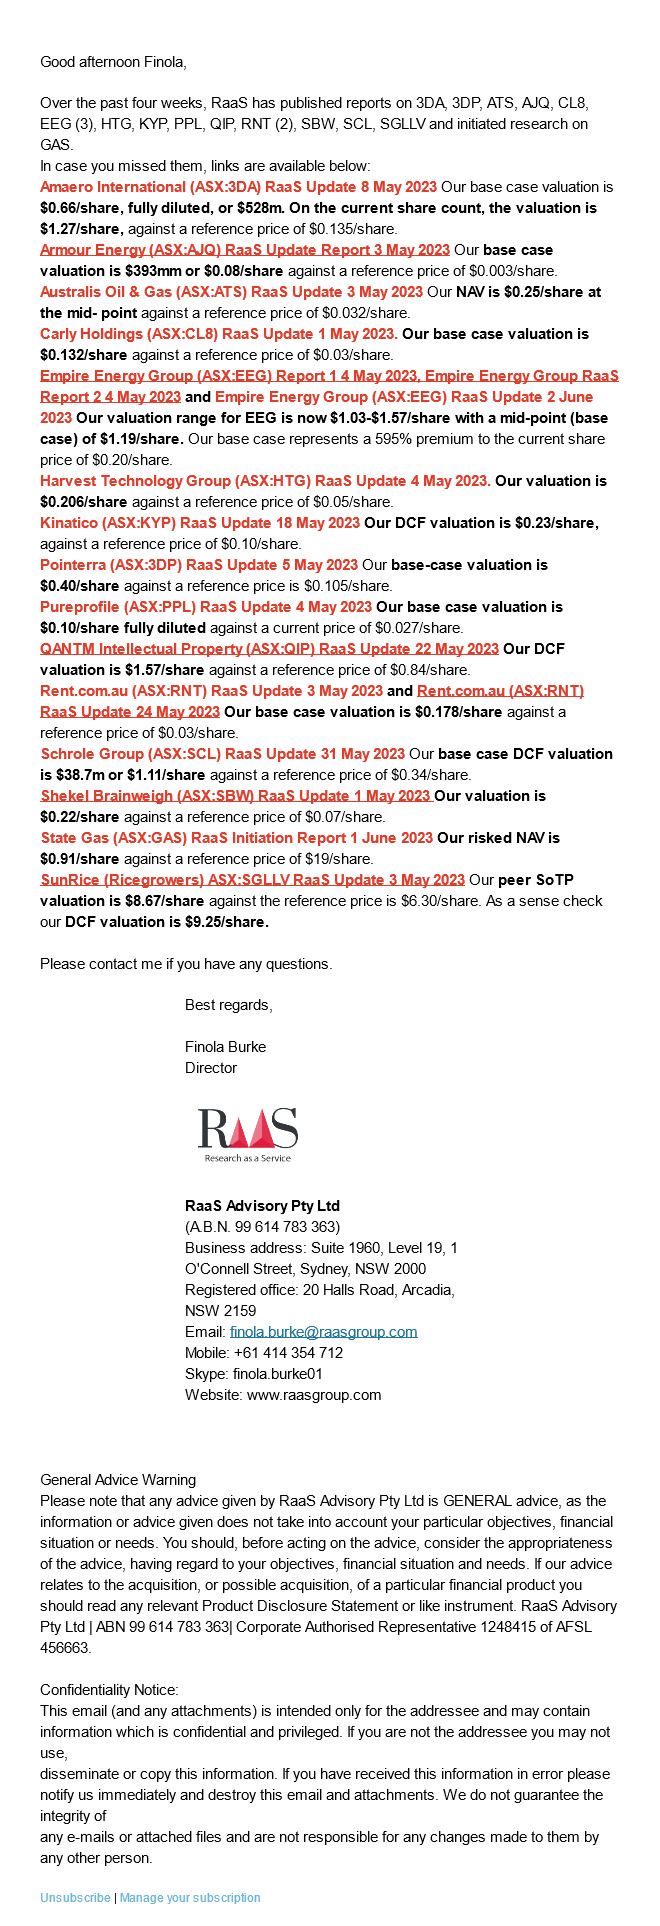 Good afternoon Finola,
Over the past four weeks, RaaS has published reports on 3DA, 3DP, ATS, AJQ, CL8,
EEG (3), HTG, KYP, PPL, QIP, RNT (2), SBW, SCL, SGLLV and initiated research on
GAS.
In case you missed them, links are available below:
Amaero International (ASX:3DA) RaaS Update 8 May 2023 Our base case valuation is
$0.66/share, fully diluted, or $528m. On the current share count, the valuation is
$1.27/share, against a reference price of $0.135/share.
Armour Energy (ASX:AJQ) RaaS Update Report 3 May 2023 Our base case
valuation is $393mm or $0.08/share against a reference price of $0.003/share.
Australis Oil & Gas (ASX:ATS) RaaS Update 3 May 2023 Our NAV is $0.25/share at
the mid- point against a reference price of $0.032/share.
Carly Holdings (ASX:CL8) RaaS Update 1 May 2023. Our base case valuation is
$0.132/share against a reference price of $0.03/share.
Empire Energy Group (ASX:EEG) Report 1 4 May 2023, Empire Energy Group RaaS
Report 2 4 May 2023 and Empire Energy Group (ASX:EEG) RaaS Update 2 June
2023 Our valuation range for EEG is now $1.03-$1.57/share with a mid-point (base
case) of $1.19/share. Our base case represents a 595% premium to the current share
price of $0.20/share.
Harvest Technology Group (ASX:HTG) RaaS Update 4 May 2023. Our valuation is
$0.206/share against a reference price of $0.05/share.
Kinatico (ASX:KYP) RaaS Update 18 May 2023 Our DCF valuation is $0.23/share,
against a reference price of $0.10/share.
Pointerra (ASX:3DP) RaaS Update 5 May 2023 Our base-case valuation is
$0.40/share against a reference price is $0.105/share.
Pureprofile (ASX:PPL) RaaS Update 4 May 2023 Our base case valuation is
$0.10/share fully diluted against a current price of $0.027/share.
QANTM Intellectual Property (ASX:QIP) RaaS Update 22 May 2023 Our DCF
valuation is $1.57/share against a reference price of $0.84/share.
Rent.com.au (ASX:RNT) RaaS Update 3 May 2023 and Rent.com.au (ASX:RNT)
RaaS Update 24 May 2023 Our base case valuation is $0.178/share against a
reference price of $0.03/share.
Schrole Group (ASX:SCL) RaaS Update 31 May 2023 Our base case DCF valuation
is $38.7m or $1.11/share against a reference price of $0.34/share.
Shekel Brainweigh (ASX:SBW) RaaS Update 1 May 2023 Our valuation is
$0.22/share against a reference price of $0.07/share.
State Gas (ASX:GAS) RaaS Initiation Report 1 June 2023 Our risked NAV is
$0.91/share against a reference price of $19/share.
SunRice (Ricegrowers) ASX:SGLLV RaaS Update 3 May 2023 Our peer SoTP
valuation is $8.67/share against the reference price is $6.30/share. As a sense check
our DCF valuation is $9.25/share.
Please contact me if you have any questions.
Best regards,
Finola Burke
Director
RaaS
Research as a Service
RaaS Advisory Pty Ltd
(A.B.N. 99 614 783 363)
Business address: Suite 1960, Level 19, 1
O'Connell Street, Sydney, NSW 2000
Registered office: 20 Halls Road, Arcadia,
NSW 2159
Email: finola.burke@raasgroup.com
Mobile: +61 414 354 712
Skype: finola.burke01
Website: www.raasgroup.com
General Advice Warning
Please note that any advice given by RaaS Advisory Pty Ltd is GENERAL advice, as the
information or advice given does not take into account your particular objectives, financial
situation or needs. You should, before acting on the advice, consider the appropriateness
of the advice, having regard to your objectives, financial situation and needs. If our advice
relates to the acquisition, or possible acquisition, of a particular financial product you
should read any relevant Product Disclosure Statement or like instrument. RaaS Advisory
Pty Ltd | ABN 99 614 783 363| Corporate Authorised Representative 1248415 of AFSL
456663.
Confidentiality Notice:
This email (and any attachments) is intended only for the addressee and may contain
information which is confidential and privileged. If you are not the addressee you may not
use,
disseminate or copy this information. If you have received this information in error please
notify us immediately and destroy this email and attachments. We do not guarantee the
integrity of
any e-mails or attached files and are not responsible for any changes made to them by
any other person.
Unsubscribe | Manage your subscription